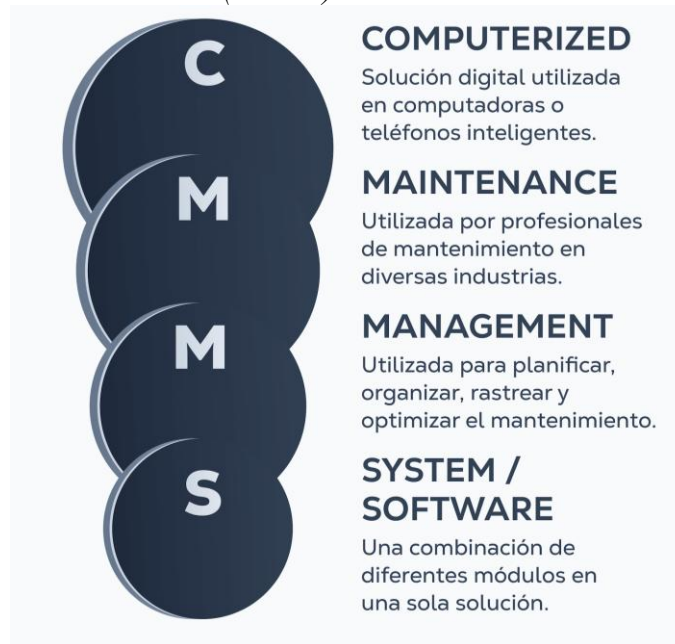 C
COMPUTERIZED
Solución digital utilizada
en computadoras o
teléfonos inteligentes.
M
MAINTENANCE
Utilizada por profesionales
de mantenimiento en
diversas industrias.
M
MANAGEMENT
Utilizada para planificar,
organizar, rastrear y
optimizar el mantenimiento.
S
SYSTEM /
SOFTWARE
Una combinación de
diferentes módulos en
una sola solución.